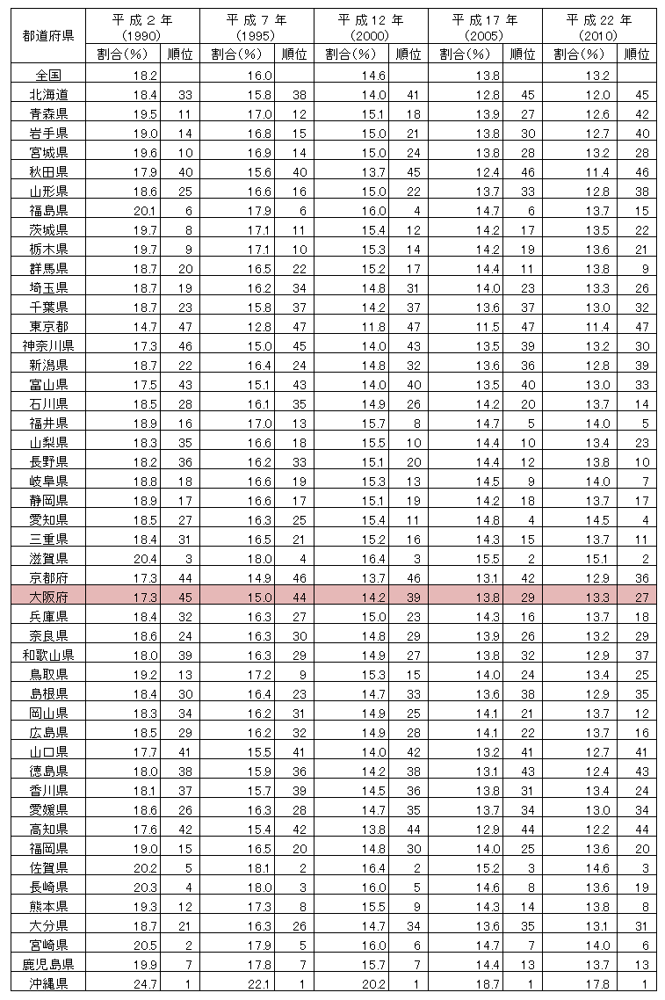 都道府県 平成２年 平成７年 平成12年 平成17年 平成22年
(1990) (1995) (2000) (2005) (2010)
割合(%) 順位 割合(%) 順位 割合(%) 順位 割合(%) 順位 割合(%) 順位
全国 18.2 16.0 14.6 13.8 13.2
北海道 18.4 33 15.8 38 14.0 41 12.8 45 12.0 45
青森県 19.5 11 17.0 12 15.1 18 13.9 27 12.6 42
岩手県 19.0 14 16.8 15 15.0 21 13.8 30 12.7 40
宮城県 19.6 10 16.9 14 15.0 24 13.8 28 13.2 28
秋田県 17.9 40 15.6 40 13.7 45 12.4 46 11.4 46
山形県 18.6 25 16.6 16 15.0 22 13.7 33 12.8 38
福島県 20.1 6 17.9 6 16.0 4 14.7 6 13.7 15
茨城県 19.7 8 17.1 11 15.4 12 14.2 17 13.5 22
栃木県 19.7 9 17.1 10 15.3 14 14.2 19 13.6 21
群馬県 18.7 20 16.5 22 15.2 17 14.4 11 13.8 9
埼玉県 18.7 19 16.2 34 14.8 31 14.0 23 13.3 26
千葉県 18.7 23 15.8 37 14.2 37 13.6 37 13.0 32
東京都 14.7 47 12.8 47 11.8 47 11.5 47 11.4 47
神奈川県 17.3 46 15.0 45 14.0 43 13.5 39 13.2 30
新潟県 18.7 22 16.4 24 14.8 32 13.6 36 12.8 39
富山県 17.5 43 15.1 43 14.0 40 13.5 40 13.0 33
石川県 18.5 28 16.1 35 14.9 26 14.2 20 13.7 14
福井県 18.9 16 17.0 13 15.7 8 14.7 5 14.0 5
山梨県 18.3 35 16.6 18 15.5 10 14.4 10 13.4 23
長野県 18.2 36 16.2 33 15.1 20 14.4 12 13.8 10
岐阜県 18.8 18 16.6 19 15.3 13 14.5 9 14.0 7
静岡県 18.9 17 16.6 17 15.1 19 14.2 18 13.7 17
愛知県 18.5 27 16.3 25 15.4 11 14.8 4 14.5 4
三重県 18.4 31 16.5 21 15.2 16 14.3 15 13.7 11
滋賀県 20.4 3 18.0 4 16.4 3 15.5 2 15.1 2
京都府 17.3 44 14.9 46 13.7 46 13.1 42 12.9 36
大阪府 17.3 45 15.0 44 14.2 39 13.8 29 13.3 27
兵庫県 18.4 32 16.3 27 15.0 23 14.3 16 13.7 18
奈良県 18.6 24 16.3 30 14.8 29 13.9 26 13.2 29
和歌山県 18.0 39 16.3 29 14.9 27 13.8 32 12.9 37
鳥取県 19.2 13 17.2 9 15.3 15 14.0 24 13.4 25
島根県 18.4 30 16.4 23 14.7 33 13.6 38 12.9 35
岡山県 18.3 34 16.2 31 14.9 25 14.1 21 13.7 12
広島県 18.5 29 16.2 32 14.9 28 14.1 22 13.7 16
山口県 17.7 41 15.5 41 14.0 42 13.2 41 12.7 41
徳島県 18.0 38 15.9 36 14.2 38 13.1 43 12.4 43
香川県 18.1 37 15.7 39 14.5 36 13.8 31 13.4 24
愛媛県 18.6 26 16.3 28 14.7 35 13.7 34 13.0 34
高知県 17.6 42 15.4 42 13.8 44 12.9 44 12.2 44
福岡県 19.0 15 16.5 20 14.8 30 14.0 25 13.6 20
佐賀県 20.2 5 18.1 2 16.4 2 15.2 3 14.6 3
長崎県 20.3 4 18.0 3 16.0 5 14.6 8 13.6 19
熊本県 19.3 12 17.3 8 15.5 9 14.3 14 13.8 8
大分県 18.7 21 16.3 26 14.7 34 13.6 35 13.1 31
宮崎県 20.5 2 17.9 5 16.0 6 14.7 7 14.0 6
鹿児島県 19.9 7 17.8 7 15.7 7 14.4 13 13.7 13
沖縄県 24.7 1 22.1 1 20.2 1 18.7 1 17.8 1